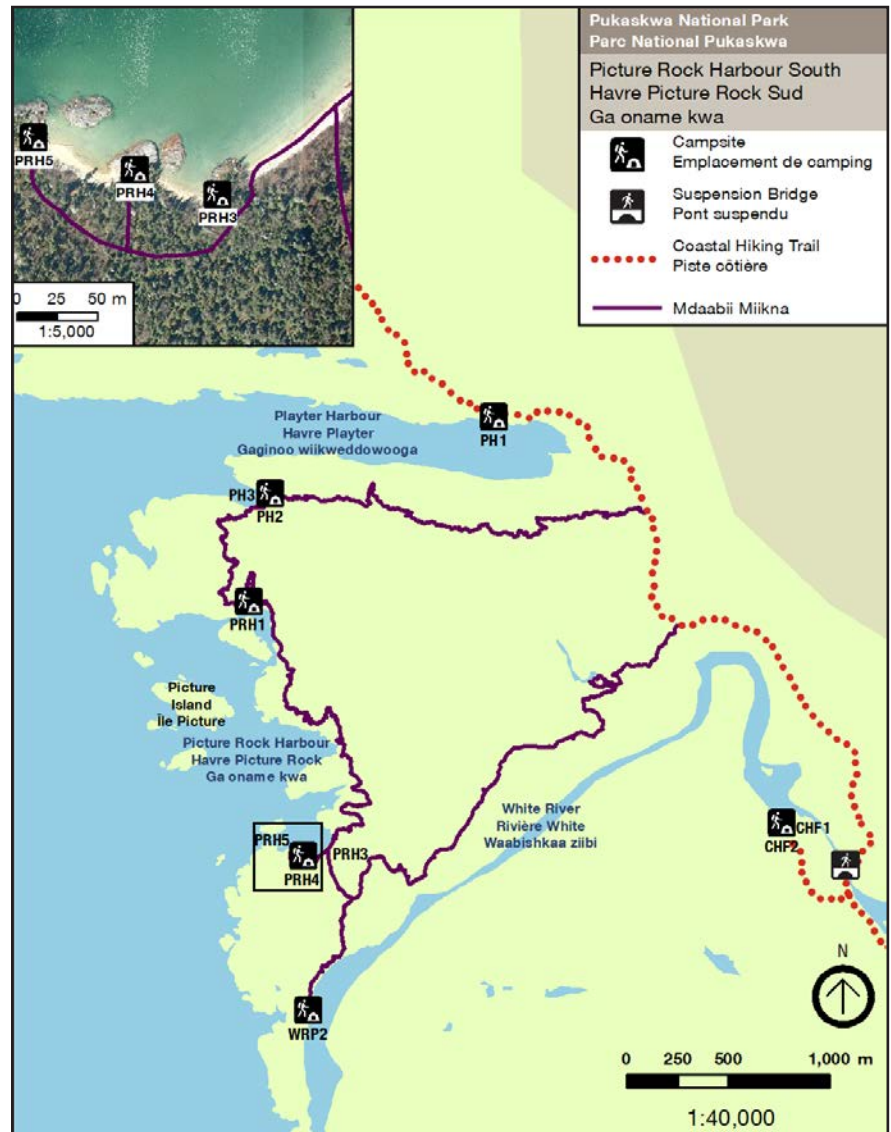 PRH5
PRH4
PRH3
0 25 50 m
1:5,000
Pukaskwa National Park
Parc National Pukaskwa
Picture Rock Harbour South
Havre Picture Rock Sud
Ga oname kwa
Campsite
Emplacement de camping
Suspension Bridge
Pont suspendu
Coastal Hiking Trail
Piste côtière
Mdaabii Miikna
Playter Harbour
Havre Playter
Gaginoo wiikweddowooga
PH1
PH3
PH2
PRH1
Picture
Island
Île Picture
Picture Rock Harbour
Havre Picture Rock
Ga oname kwa
White River
Rivière White
Waabishkaa ziibi
PRH5
PRH3
PRH4
CHF1
CHF2
WRP2
N
0 250 500 1,000 m
1:40,000